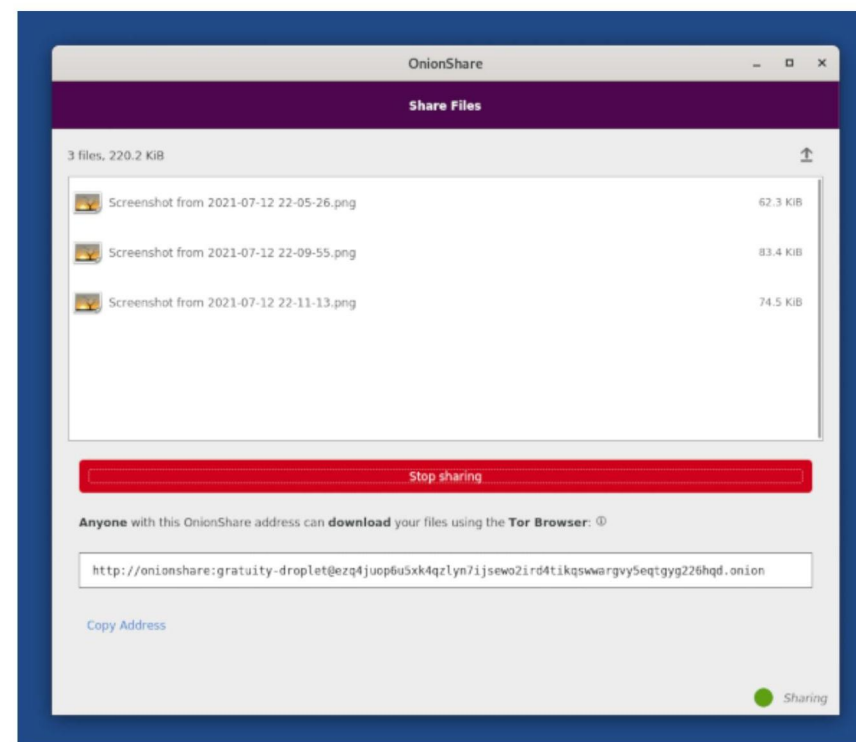 OnionShare
Share Files
3 files, 220.2 KiB
Screenshot from 2021-07-12 22-05-26.png 62.3 KiB
Screenshot from 2021-07-12 22-09-55.png 83.4 KiB
Screenshot from 2021-07-12 22-11-13.png 74.5 KiB
Stop sharing
Anyone with this OnionShare address can download your files using the Tor Browser:
http://onionshare:gratuity-droplet@ezq4juop6u5xk4qzlyn7ijsewo2ird4tikqswwargvy5eqtgyg226hqd.onion
Copy Address
Sharing